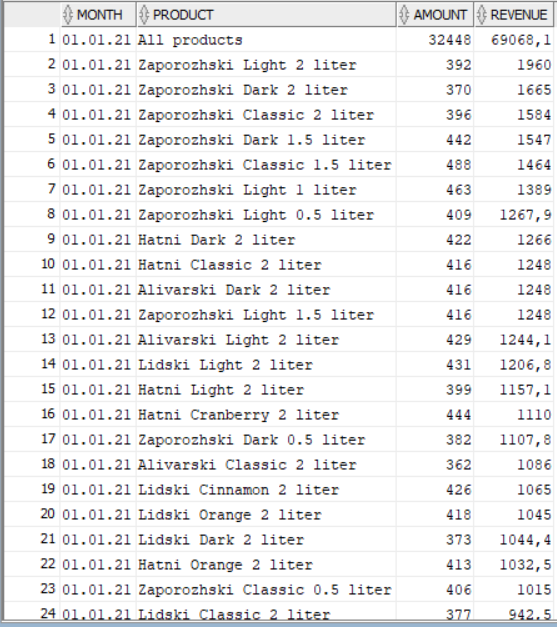 MONTH PRODUCT AMOUNT REVENUE
1 01.01.21 All products 32448 69068,1
2 01.01.21 Zaporozhski Light 2 liter 392 1960
3 01.01.21 Zaporozhski Dark 2 liter 370 1665
4 01.01.21 Zaporozhski Classic 2 liter 396 1584
5 01.01.21 Zaporozhski Dark 1.5 liter 442 1547
6 01.01.21 Zaporozhski Classic 1.5 liter 488 1464
7 01.01.21 Zaporozhski Light 1 liter 463 1389
8 01.01.21 Zaporozhski Light 0.5 liter 409 1267,9
9 01.01.21 Hatni Dark 2 liter 422 1266
10 01.01.21 Hatni Classic 2 liter 416 1248
11 01.01.21 Alivarski Dark 2 liter 416 1248
12 01.01.21 Zaporozhski Light 1.5 liter 416 1248
13 01.01.21 Alivarski Light 2 liter 429 1244,1
14 01.01.21 Lidski Light 2 liter 431 1206,8
15 01.01.21 Hatni Light 2 liter 399 1157,1
16 01.01.21 Hatni Cranberry 2 liter 444 1110
17 01.01.21 Zaporozhski Dark 0.5 liter 382 1107,8
18 01.01.21 Alivarski Classic 2 liter 362 1086
19 01.01.21 Lidski Cinnamon 2 liter 426 1065
20 01.01.21 Lidski Orange 2 liter 418 1045
21 01.01.21 Lidski Dark 2 liter 373 1044,4
22 01.01.21 Hatni Orange 2 liter 413 1032,5
23 01.01.21 Zaporozhski Classic 0.5 liter 406 1015
24 01.01.21 Lidski Classic 2 liter 377 942,5